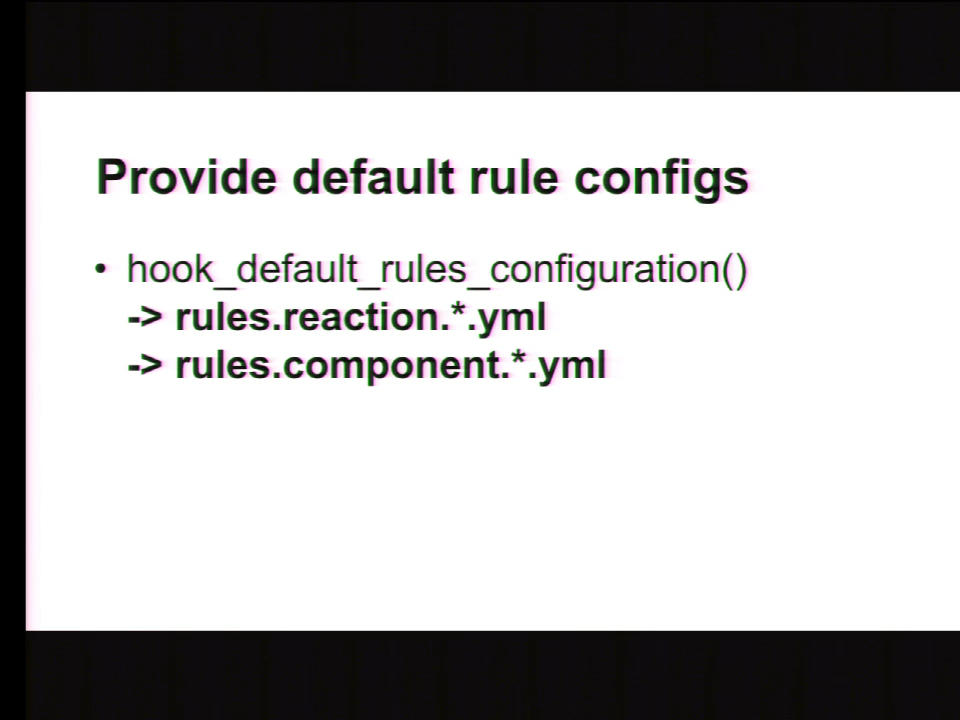 Provide default rule configs
• hook_default_rules_configuration()
-> rules.reaction.*.yml
-> rules.component.*.yml